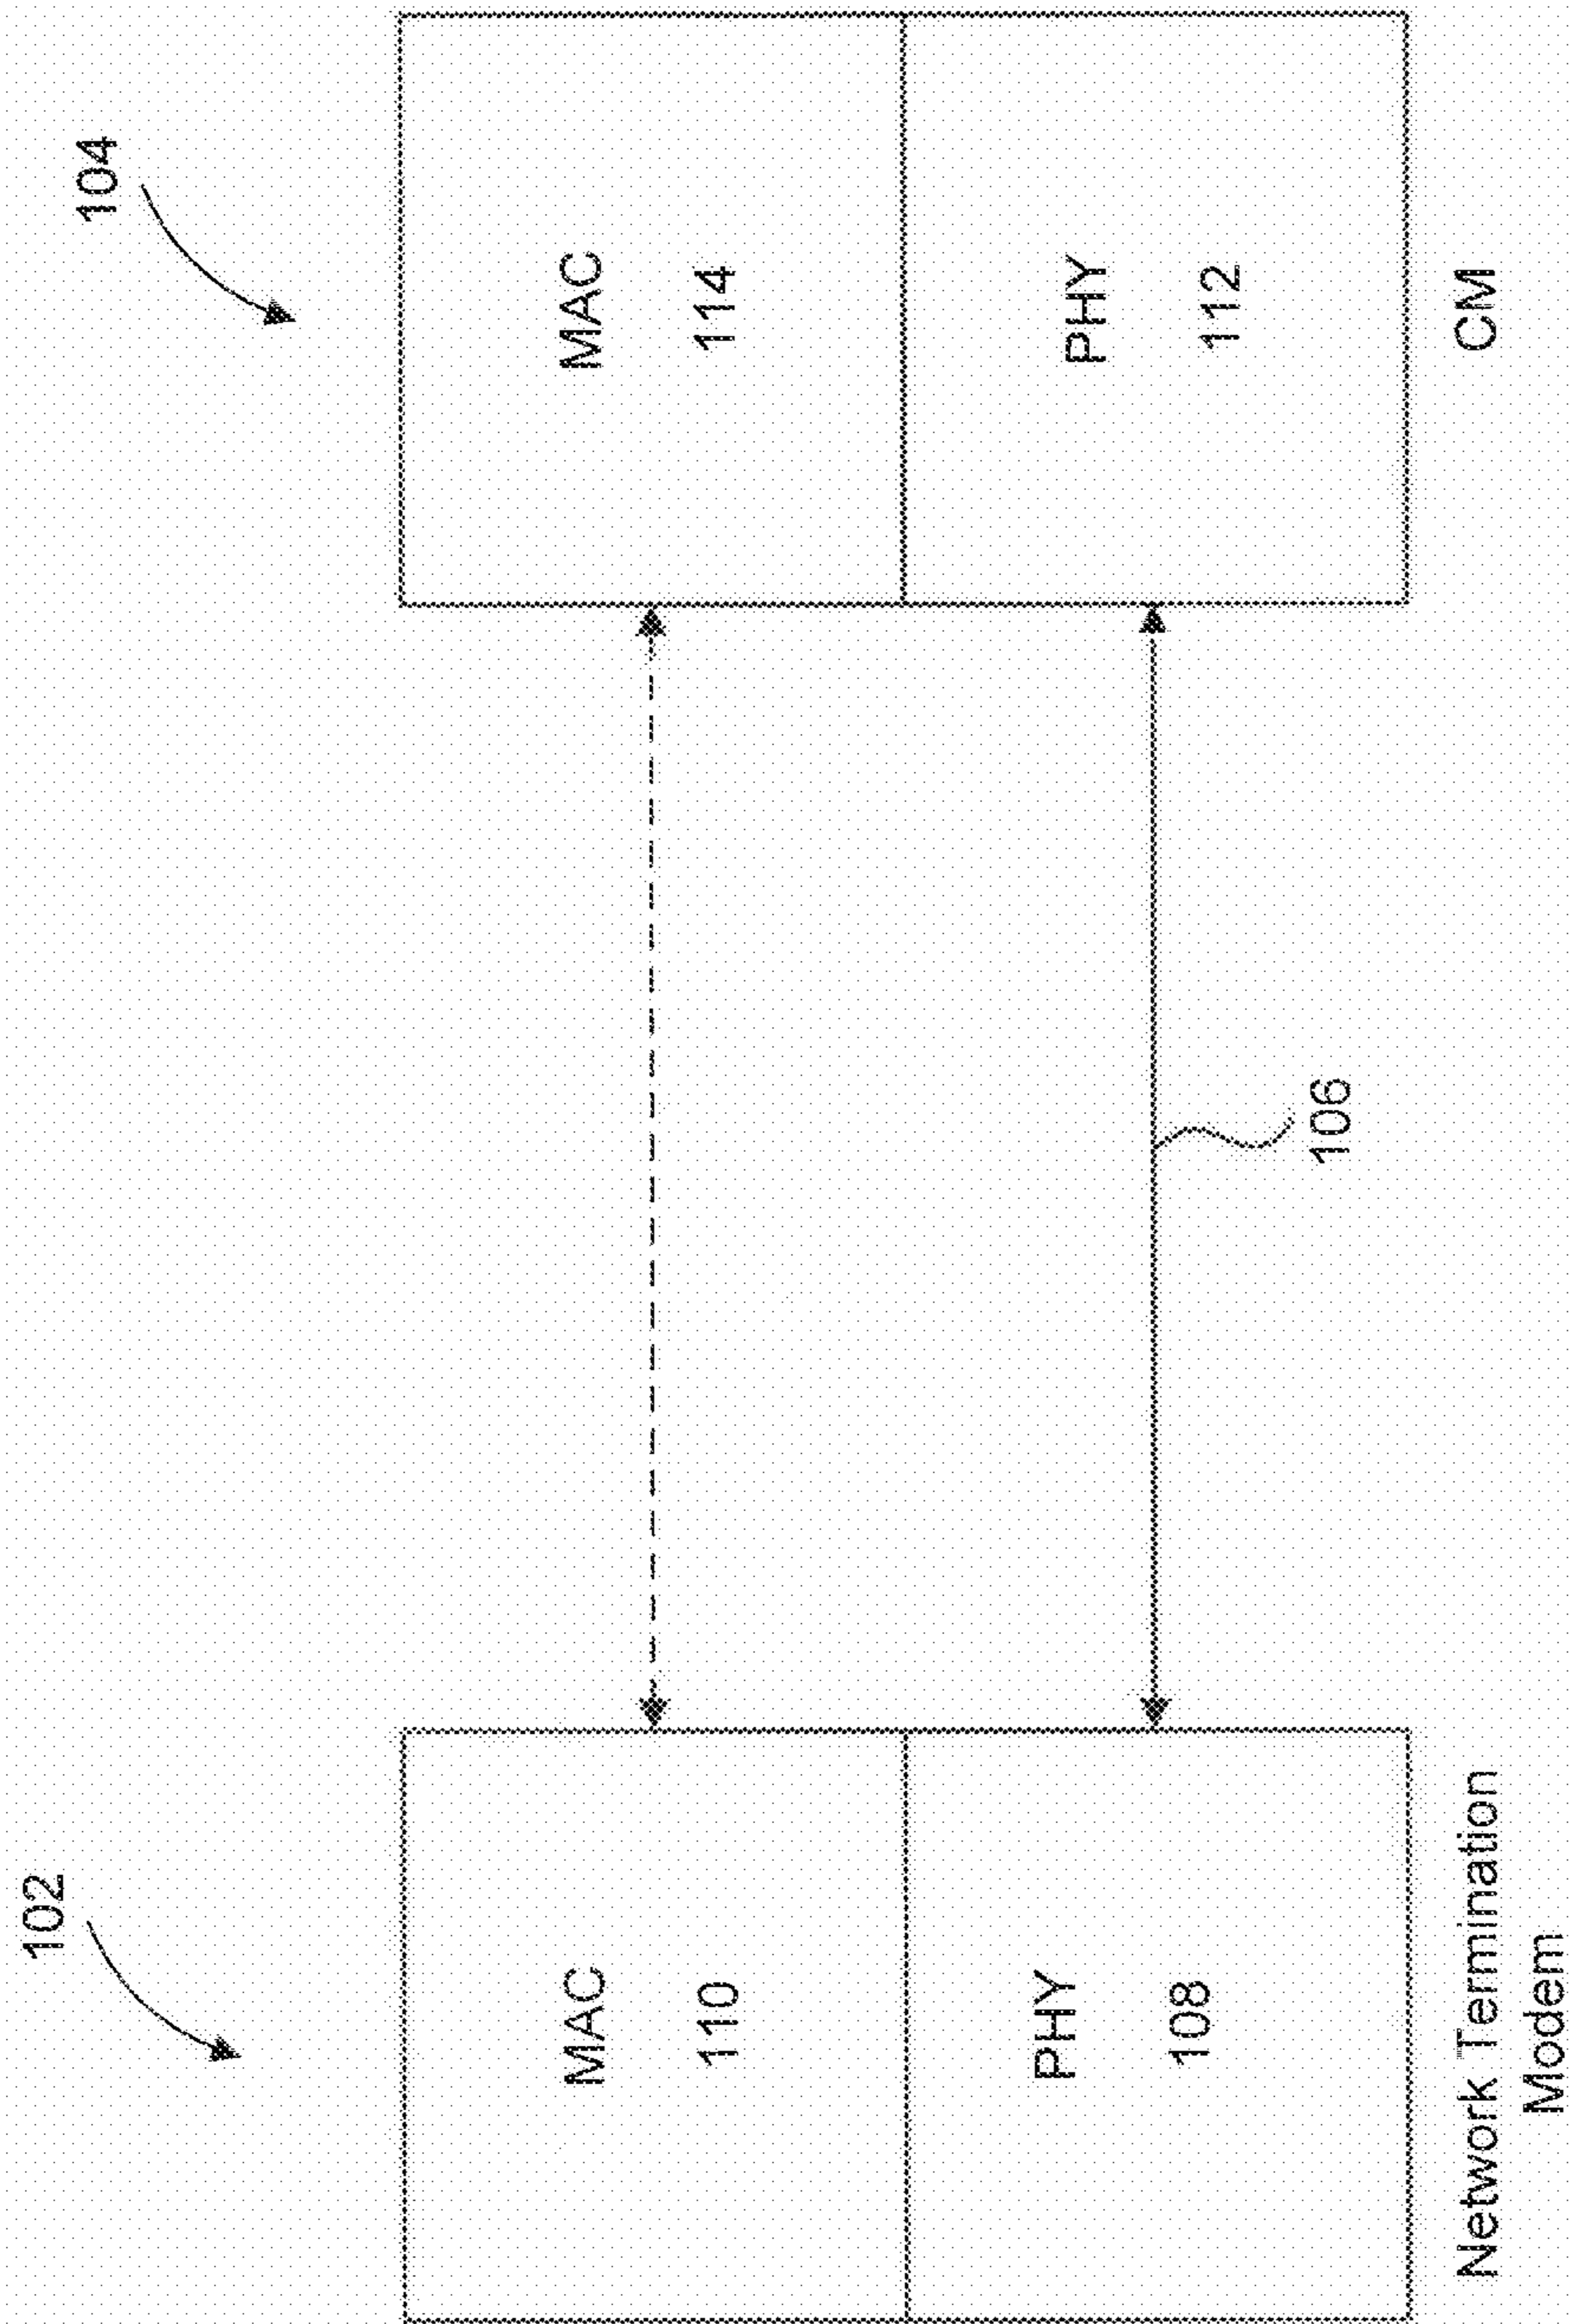 102
104
MAC
110
MAC
114
PHY
108
PHY
112
106
Network Termination
Modem
CM